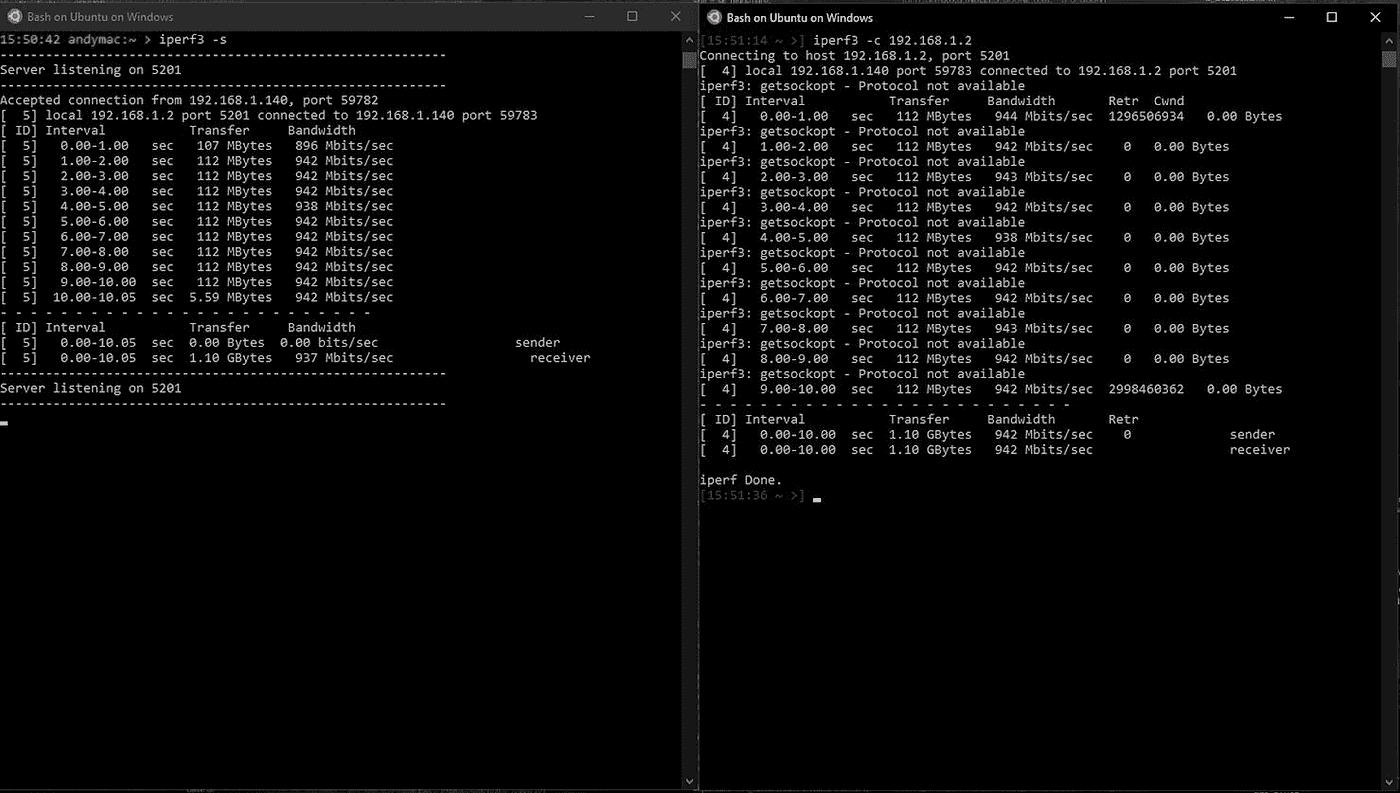 Bash on Ubuntu on Windows
15:50:42 andymac:~ > iperf3 -s
-----------------------------------------------------------
Server listening on 5201
-----------------------------------------------------------
Accepted connection from 192.168.1.140, port 59782
[  5] local 192.168.1.2 port 5201 connected to 192.168.1.140 port 59783
[ ID] Interval           Transfer     Bandwidth
[  5]   0.00-1.00   sec   107 MBytes   896 Mbits/sec
[  5]   1.00-2.00   sec   112 MBytes   942 Mbits/sec
[  5]   2.00-3.00   sec   112 MBytes   942 Mbits/sec
[  5]   3.00-4.00   sec   112 MBytes   942 Mbits/sec
[  5]   4.00-5.00   sec   112 MBytes   938 Mbits/sec
[  5]   5.00-6.00   sec   112 MBytes   942 Mbits/sec
[  5]   6.00-7.00   sec   112 MBytes   942 Mbits/sec
[  5]   7.00-8.00   sec   112 MBytes   942 Mbits/sec
[  5]   8.00-9.00   sec   112 MBytes   942 Mbits/sec
[  5]   9.00-10.00  sec   112 MBytes   942 Mbits/sec
[  5]  10.00-10.05  sec  5.59 MBytes   942 Mbits/sec
- - - - - - - - - - - - - - - - - - - - - - - - -
[ ID] Interval           Transfer     Bandwidth
[  5]   0.00-10.05  sec  0.00 Bytes  0.00 bits/sec                  sender
[  5]   0.00-10.05  sec  1.10 GBytes   937 Mbits/sec                  receiver
-----------------------------------------------------------
Server listening on 5201
-----------------------------------------------------------
Bash on Ubuntu on Windows
[15:51:14 ~ >] iperf3 -c 192.168.1.2
Connecting to host 192.168.1.2, port 5201
[  4] local 192.168.1.140 port 59783 connected to 192.168.1.2 port 5201
iperf3: getsockopt - Protocol not available
[ ID] Interval           Transfer     Bandwidth       Retr  Cwnd
[  4]   0.00-1.00   sec   112 MBytes   944 Mbits/sec  1296506934   0.00 Bytes
iperf3: getsockopt - Protocol not available
[  4]   1.00-2.00   sec   112 MBytes   942 Mbits/sec    0   0.00 Bytes
iperf3: getsockopt - Protocol not available
[  4]   2.00-3.00   sec   112 MBytes   943 Mbits/sec    0   0.00 Bytes
iperf3: getsockopt - Protocol not available
[  4]   3.00-4.00   sec   112 MBytes   942 Mbits/sec    0   0.00 Bytes
iperf3: getsockopt - Protocol not available
[  4]   4.00-5.00   sec   112 MBytes   938 Mbits/sec    0   0.00 Bytes
iperf3: getsockopt - Protocol not available
[  4]   5.00-6.00   sec   112 MBytes   942 Mbits/sec    0   0.00 Bytes
iperf3: getsockopt - Protocol not available
[  4]   6.00-7.00   sec   112 MBytes   942 Mbits/sec    0   0.00 Bytes
iperf3: getsockopt - Protocol not available
[  4]   7.00-8.00   sec   112 MBytes   943 Mbits/sec    0   0.00 Bytes
iperf3: getsockopt - Protocol not available
[  4]   8.00-9.00   sec   112 MBytes   942 Mbits/sec    0   0.00 Bytes
iperf3: getsockopt - Protocol not available
[  4]   9.00-10.00  sec   112 MBytes   942 Mbits/sec  2998460362   0.00 Bytes
- - - - - - - - - - - - - - - - - - - - - - - - -
[ ID] Interval           Transfer     Bandwidth       Retr
[  4]   0.00-10.00  sec  1.10 GBytes   942 Mbits/sec    0             sender
[  4]   0.00-10.00  sec  1.10 GBytes   942 Mbits/sec                  receiver
iperf Done.
[15:51:36 ~ >]